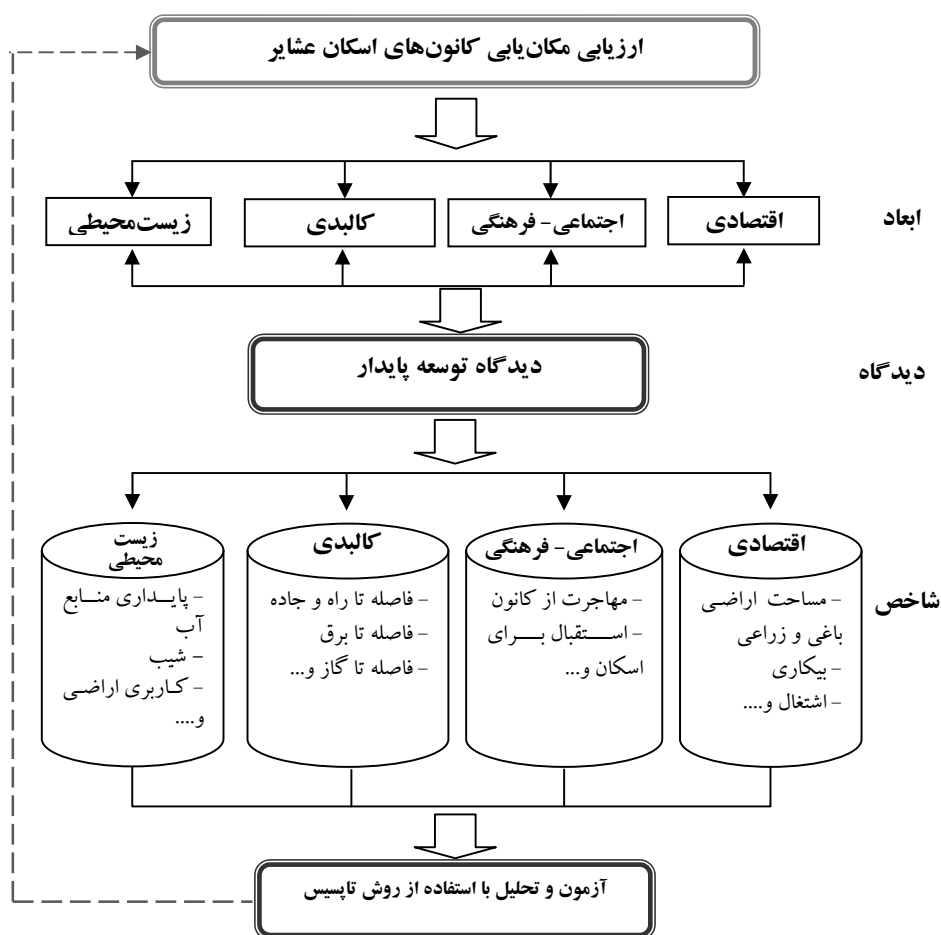 ارزیابی مکان‌یابی کانون‌های اسکان عشایر
ابعاد
اقتصادی
اجتماعی- فرهنگی
کالبدی
زیست‌محیطی
دیدگاه
دیدگاه توسعه پایدار
شاخص
اقتصادی
- مساحت اراضی
باغی و زراعی
- بیکاری
- اشتغال و....
اجتماعی- فرهنگی
- مهاجرت از کانون
- استقبال برای
اسکان و...
کالبدی
- فاصله تا راه و جاده
- فاصله تا برق
- فاصله تا گاز و...
زیست
محیطی
- پایداری منابع
آب
- شیب
- کاربری اراضی
و....
آزمون و تحلیل با استفاده از روش تاپسیس